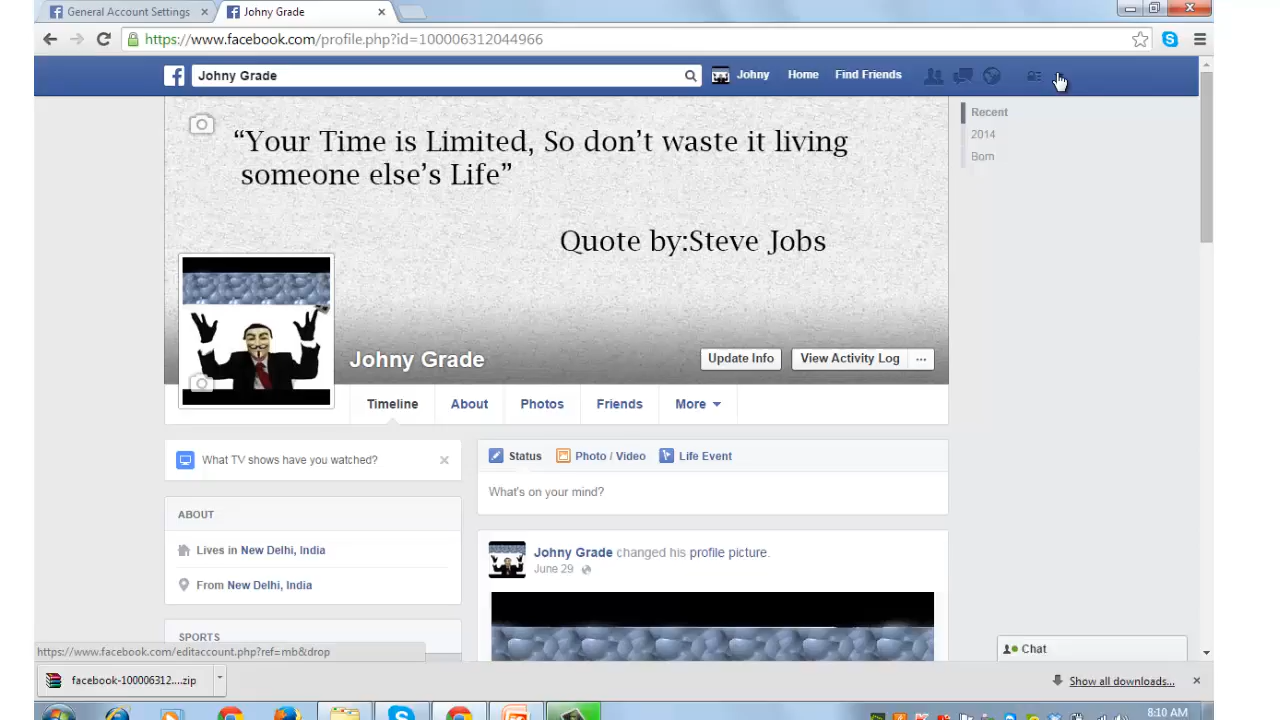 General Account Settings
Johny Grade
https://www.facebook.com/profile.php?id=100006312044966
Johny Grade
Johny
Home
Find Friends
Recent
2014
Born
“Your Time is Limited, So don’t waste it living
someone else’s Life”
Quote by:Steve Jobs
Johny Grade
Update Info
View Activity Log
Timeline
About
Photos
Friends
More
What TV shows have you watched?
Status
Photo / Video
Life Event
What's on your mind?
ABOUT
Lives in New Delhi, India
From New Delhi, India
SPORTS
Johny Grade changed his profile picture.
June 29
Chat
https://www.facebook.com/editaccount.php?ref=mb&drop
facebook-100006312....zip
Show all downloads...
8:10 AM